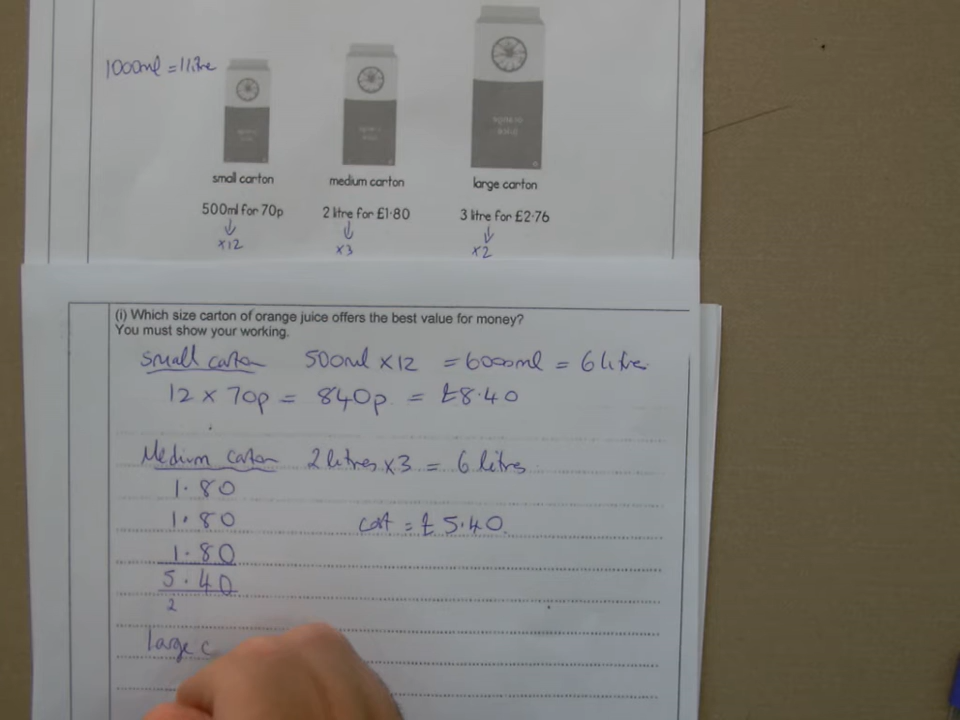 1000ml = 1 litre
small carton
medium carton
large carton
500ml for 70p
2 litre for £1·80
3 litre for £2·76
x12
x3
x2
(i) Which size carton of orange juice offers the best value for money?
You must show your working.
Small carton 500ml x 12 = 6000ml = 6 litre
12 x 70p = 840p = £8.40
Medium carton 2 litres x 3 = 6 litres
1.80
1.80 cost = £5.40
1.80
5.40
2
large c